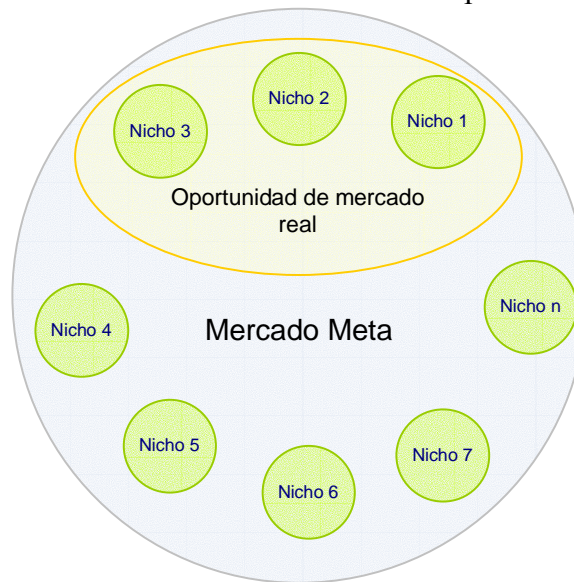 Nicho 2
Nicho 1
Nicho 3
Oportunidad de mercado
real
Nicho n
Nicho 4
Mercado Meta
Nicho 5
Nicho 7
Nicho 6